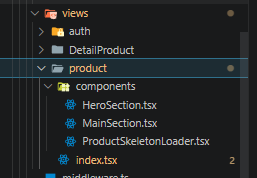 views
auth
DetailProduct
product
components
HeroSection.tsx
MainSection.tsx
ProductSkeletonLoader.tsx
index.tsx 2
middleware.ts